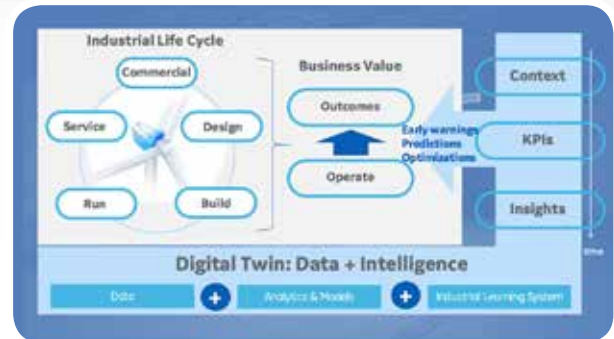 Industrial Life Cycle
Commercial
Service
Design
Run
Build
Business Value
Outcomes
Operate
Early warnings
Predictions
Optimizations
Context
KPIs
Insights
time
Digital Twin: Data + Intelligence
Data + Analytics & Models + Industrial Learning System